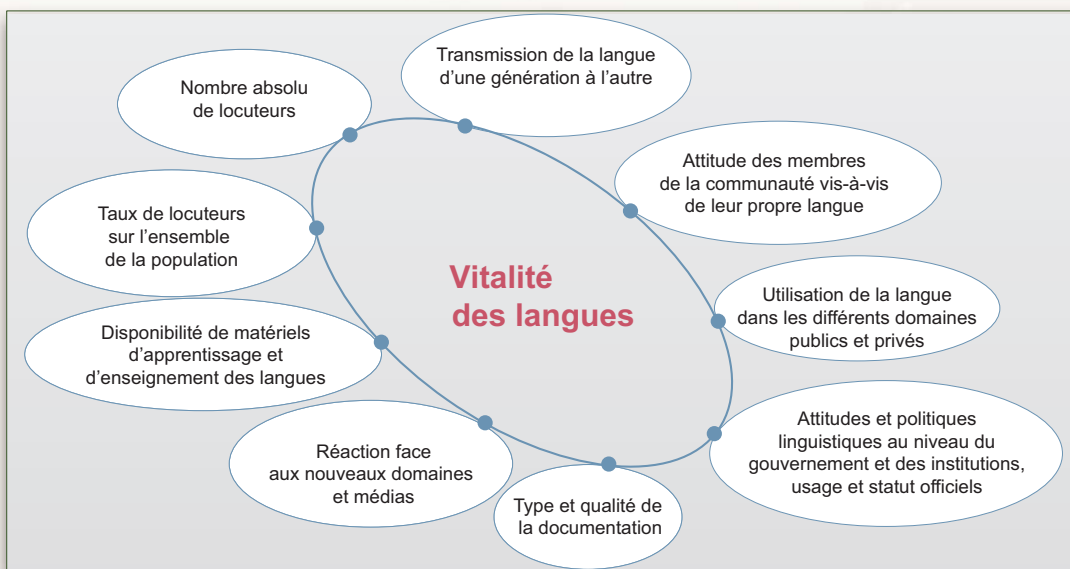 Transmission de la langue
d'une génération à l'autre
Nombre absolu
de locuteurs
Attitude des membres
de la communauté vis-à-vis
de leur propre langue
Taux de locuteurs
sur l'ensemble
de la population
Vitalité
des langues
Utilisation de la langue
dans les différents domaines
publics et privés
Disponibilité de matériels
d'apprentissage et
d'enseignement des langues
Attitudes et politiques
linguistiques au niveau du
gouvernement et des institutions,
usage et statut officiels
Réaction face
aux nouveaux domaines
et médias
Type et qualité de
la documentation